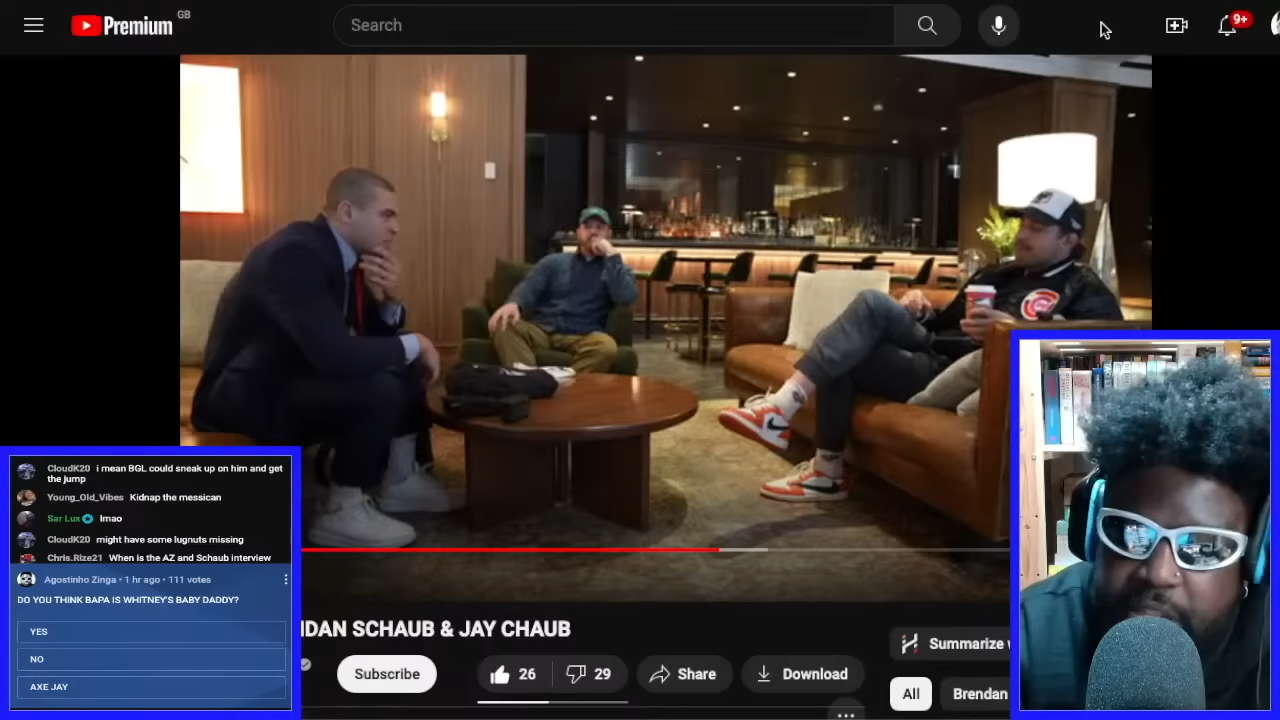 Premium GB
Search
9+
CloudK20 i mean BGL could sneak up on him and get
the jump
Young_Old_Vibes Kidnap the messican
Sar Lux lmao
CloudK20 might have some lugnuts missing
Chris.Rize21 When is the AZ and Schaub interview
Agostinho Zinga • 1 hr ago • 111 votes
DO YOU THINK BAPA IS WHITNEY'S BABY DADDY?
YES
NO
AXE JAY
IDAN SCHAUB & JAY CHAUB
Subscribe
26
29
Share
Download
Summarize
All
Brendan